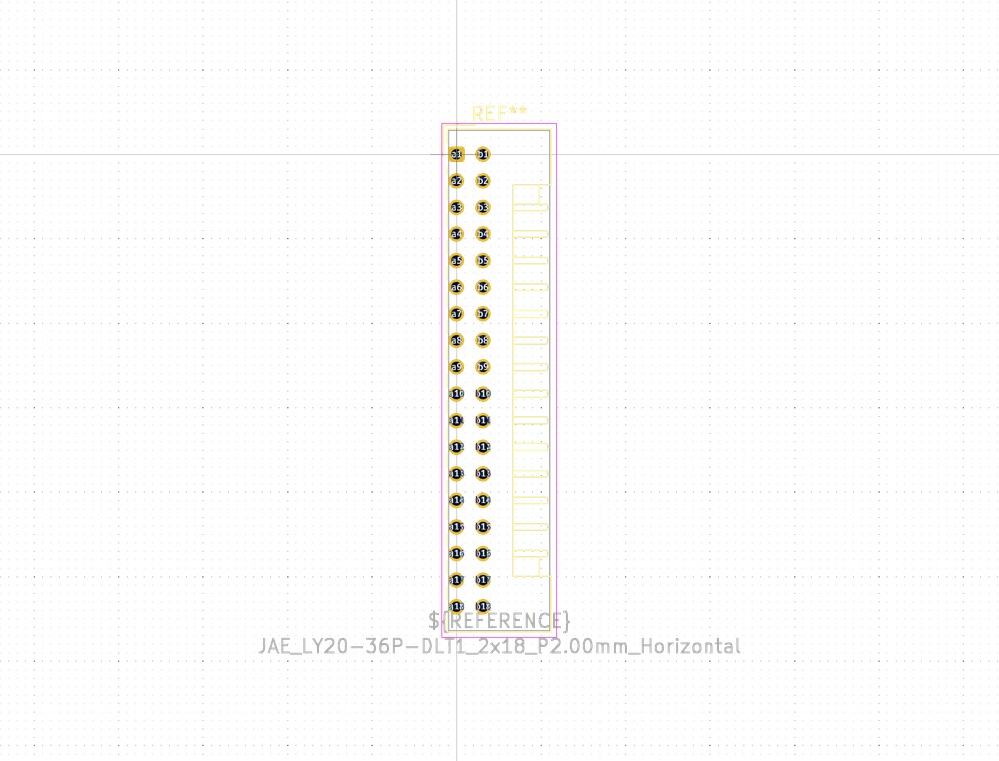 REF**
a1 b1
a2 b2
a3 b3
a4 b4
a5 b5
a6 b6
a7 b7
a8 b8
a9 b9
a10 b10
a11 b11
a12 b12
a13 b13
a14 b14
a15 b15
a16 b16
a17 b17
a18 b18
${REFERENCE}
JAE_LY20-36P-DLT1_2x18_P2.00mm_Horizontal